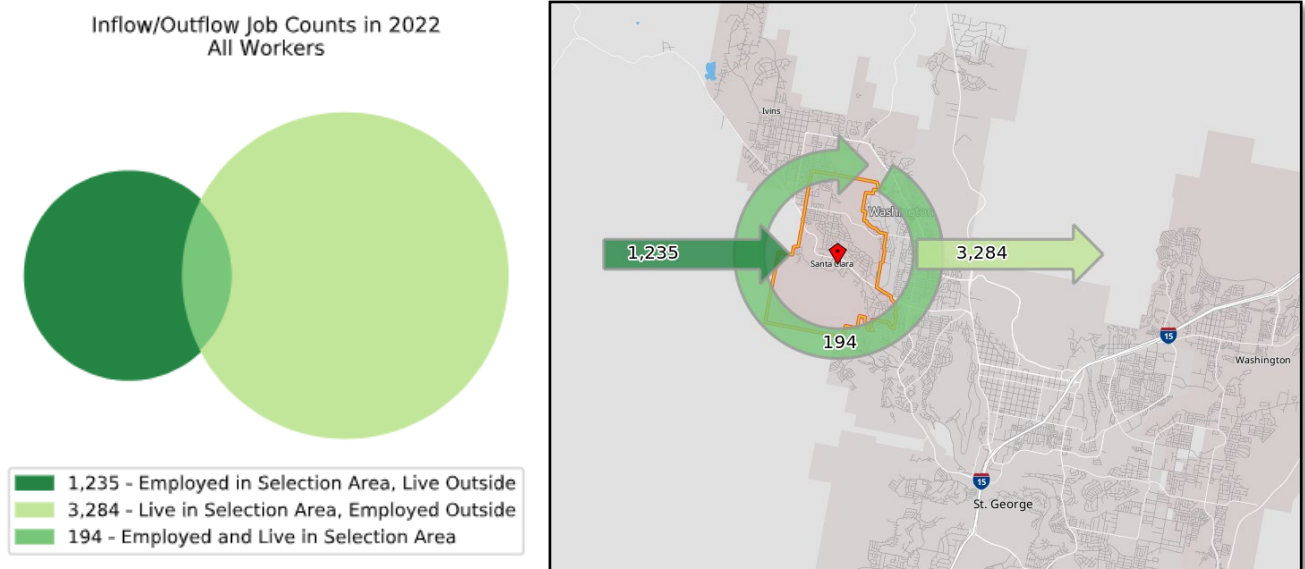 Inflow/Outflow Job Counts in 2022
All Workers
1,235 - Employed in Selection Area, Live Outside
3,284 - Live in Selection Area, Employed Outside
194 - Employed and Live in Selection Area
Ivins
Washington
1,235
3,284
Santa Clara
194
15
Washington
15
St. George